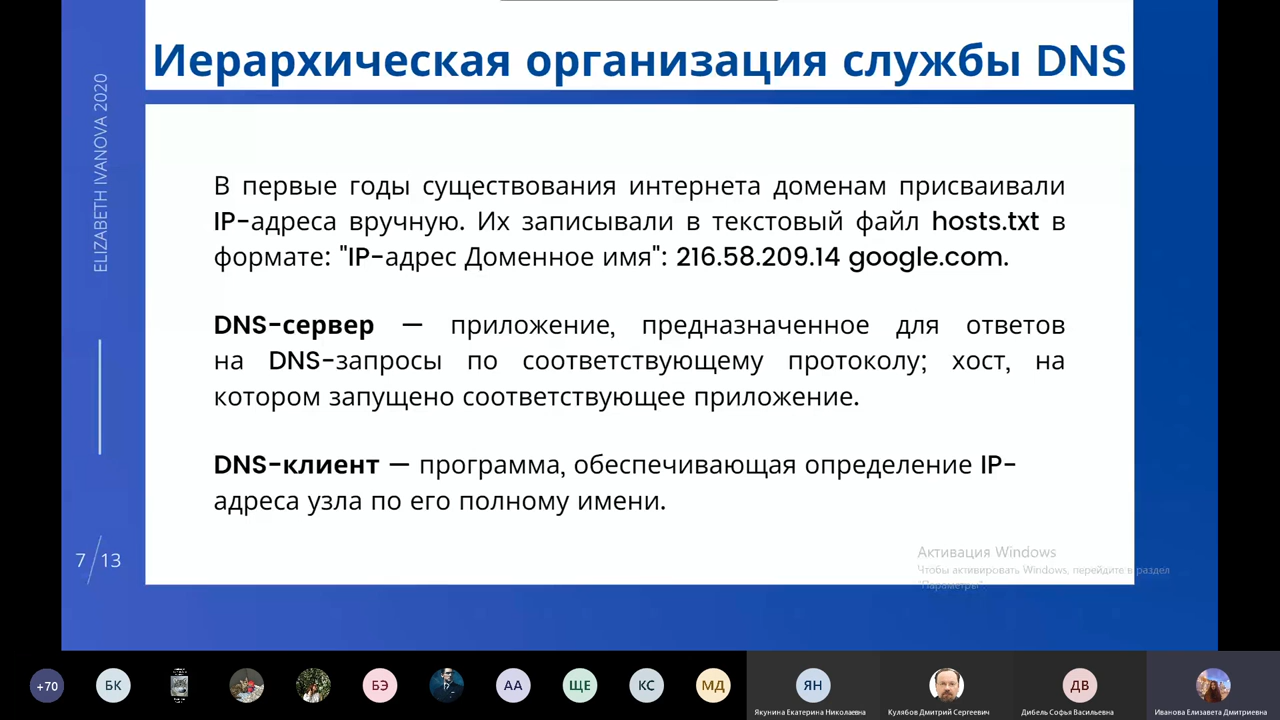 Иерархическая организация службы DNS
ELIZABETH IVANOVA 2020
В первые годы существования интернета доменам присваивали
IP-адреса вручную. Их записывали в текстовый файл hosts.txt в
формате: "IP-адрес Доменное имя": 216.58.209.14 google.com.
DNS-сервер — приложение, предназначенное для ответов
на DNS-запросы по соответствующему протоколу; хост, на
котором запущено соответствующее приложение.
DNS-клиент — программа, обеспечивающая определение IP-
адреса узла по его полному имени.
7/13
Активация Windows
Чтобы активировать Windows, перейдите в раздел
"Параметры".
+70
БК
БЭ
АА
ЩЕ
КС
МД
ЯН
ДВ
Якунина Екатерина Николаевна
Кулябов Дмитрий Сергеевич
Дибель Софья Васильевна
Иванова Елизавета Дмитриевна